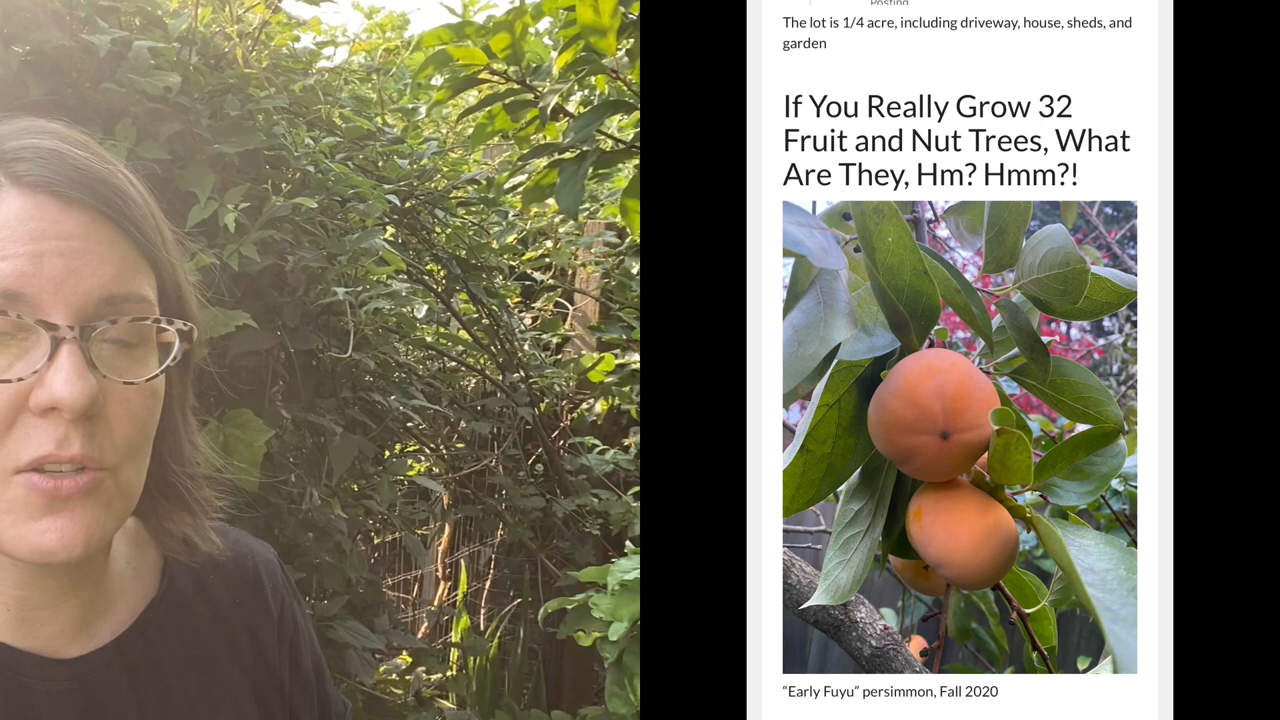 Posting
The lot is 1/4 acre, including driveway, house, sheds, and
garden
If You Really Grow 32
Fruit and Nut Trees, What
Are They, Hm? Hmm?!
“Early Fuyu” persimmon, Fall 2020